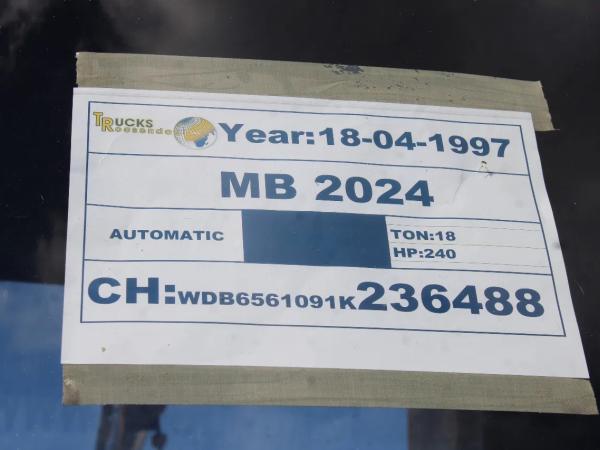 TRUCKS
Roosendaal
Year:18-04-1997
MB 2024
AUTOMATIC
TON:18
HP:240
CH:WDB6561091K236488